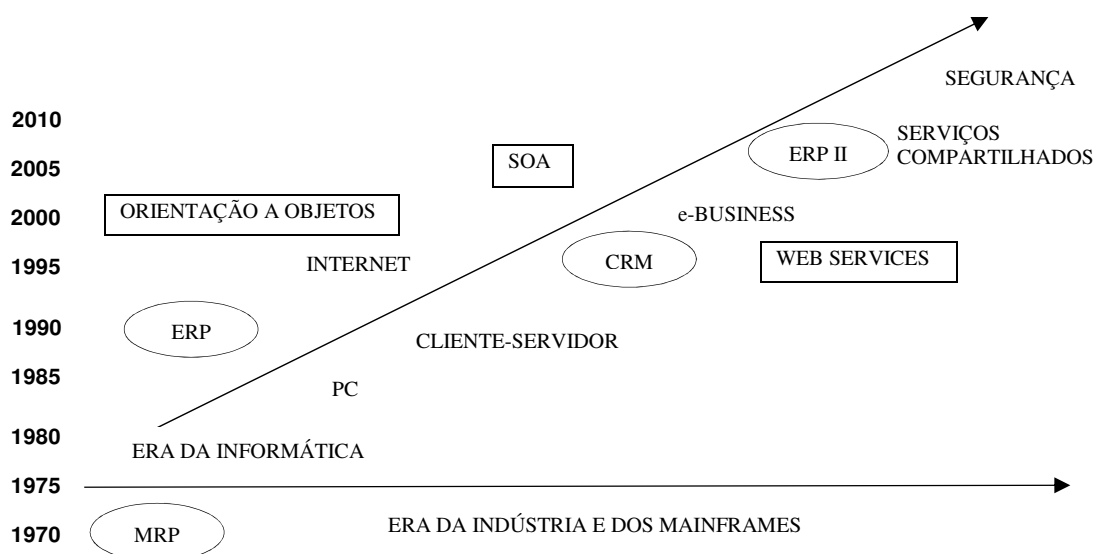 SEGURANÇA
2010
SERVIÇOS
COMPARTILHADOS
ERP II
SOA
2005
ORIENTAÇÃO A OBJETOS
2000
e-BUSINESS
INTERNET
1995
CRM
WEB SERVICES
1990
ERP
CLIENTE-SERVIDOR
1985
PC
1980
ERA DA INFORMÁTICA
1975
ERA DA INDÚSTRIA E DOS MAINFRAMES
1970
MRP